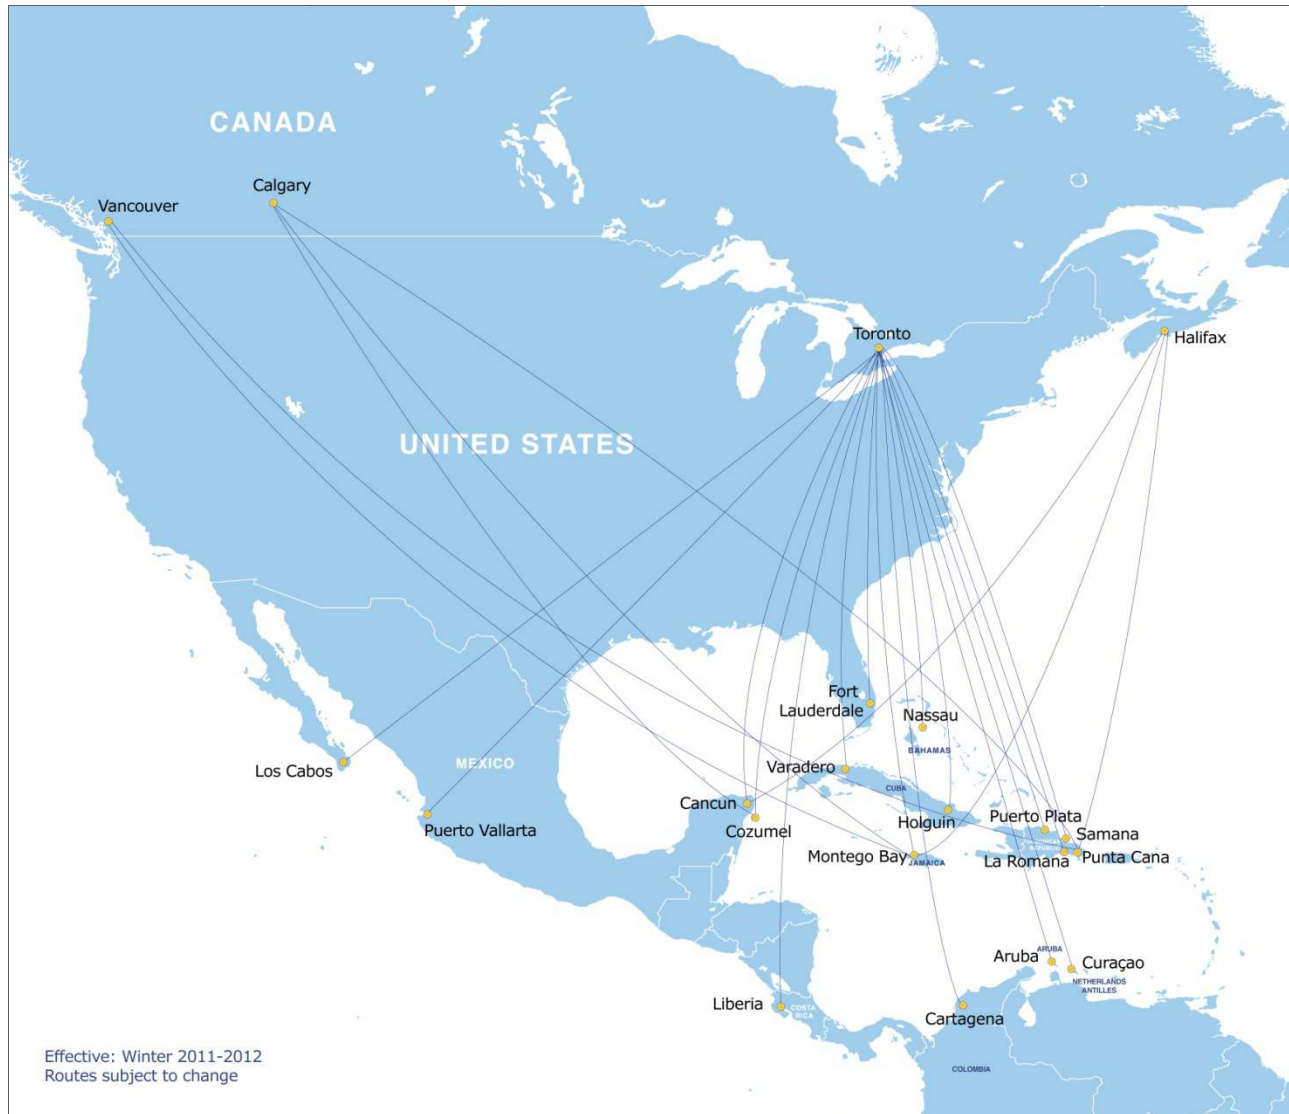 CANADA
Calgary
Vancouver
Toronto
Halifax
UNITED STATES
Fort
Lauderdale
Nassau
BAHAMAS
Los Cabos
MEXICO
Varadero
CUBA
Cancun
Holguin
Puerto Plata
Puerto Vallarta
Cozumel
Samana
Montego Bay
JAMAICA
La Romana
Punta Cana
ARUBA
Aruba
Curaçao
NETHERLANDS
ANTILLES
Liberia
COSTA
RICA
Cartagena
Effective: Winter 2011-2012
Routes subject to change
COLOMBIA